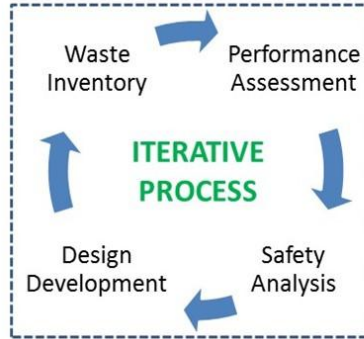 Waste
Inventory
Performance
Assessment
ITERATIVE
PROCESS
Design
Development
Safety
Analysis